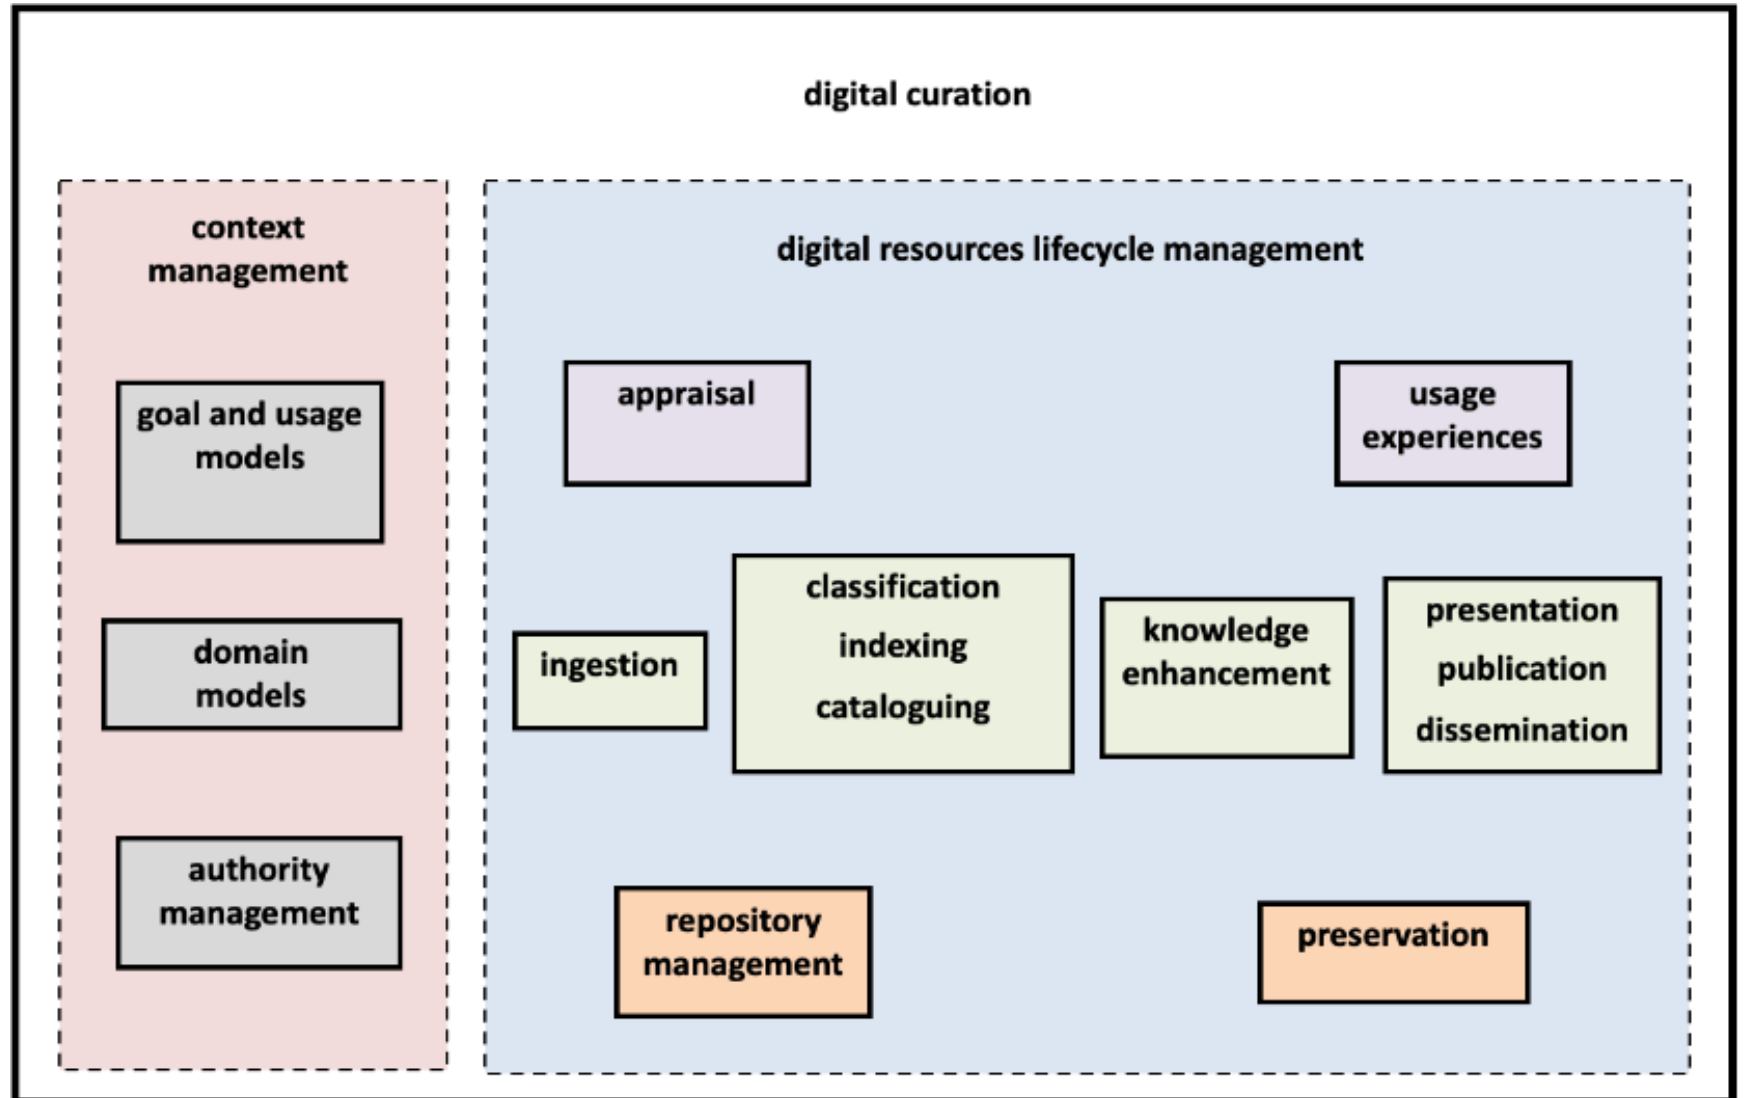 digital curation
context
management
goal and usage
models
domain
models
authority
management
digital resources lifecycle management
appraisal
usage
experiences
ingestion
classification
indexing
cataloguing
knowledge
enhancement
presentation
publication
dissemination
repository
management
preservation